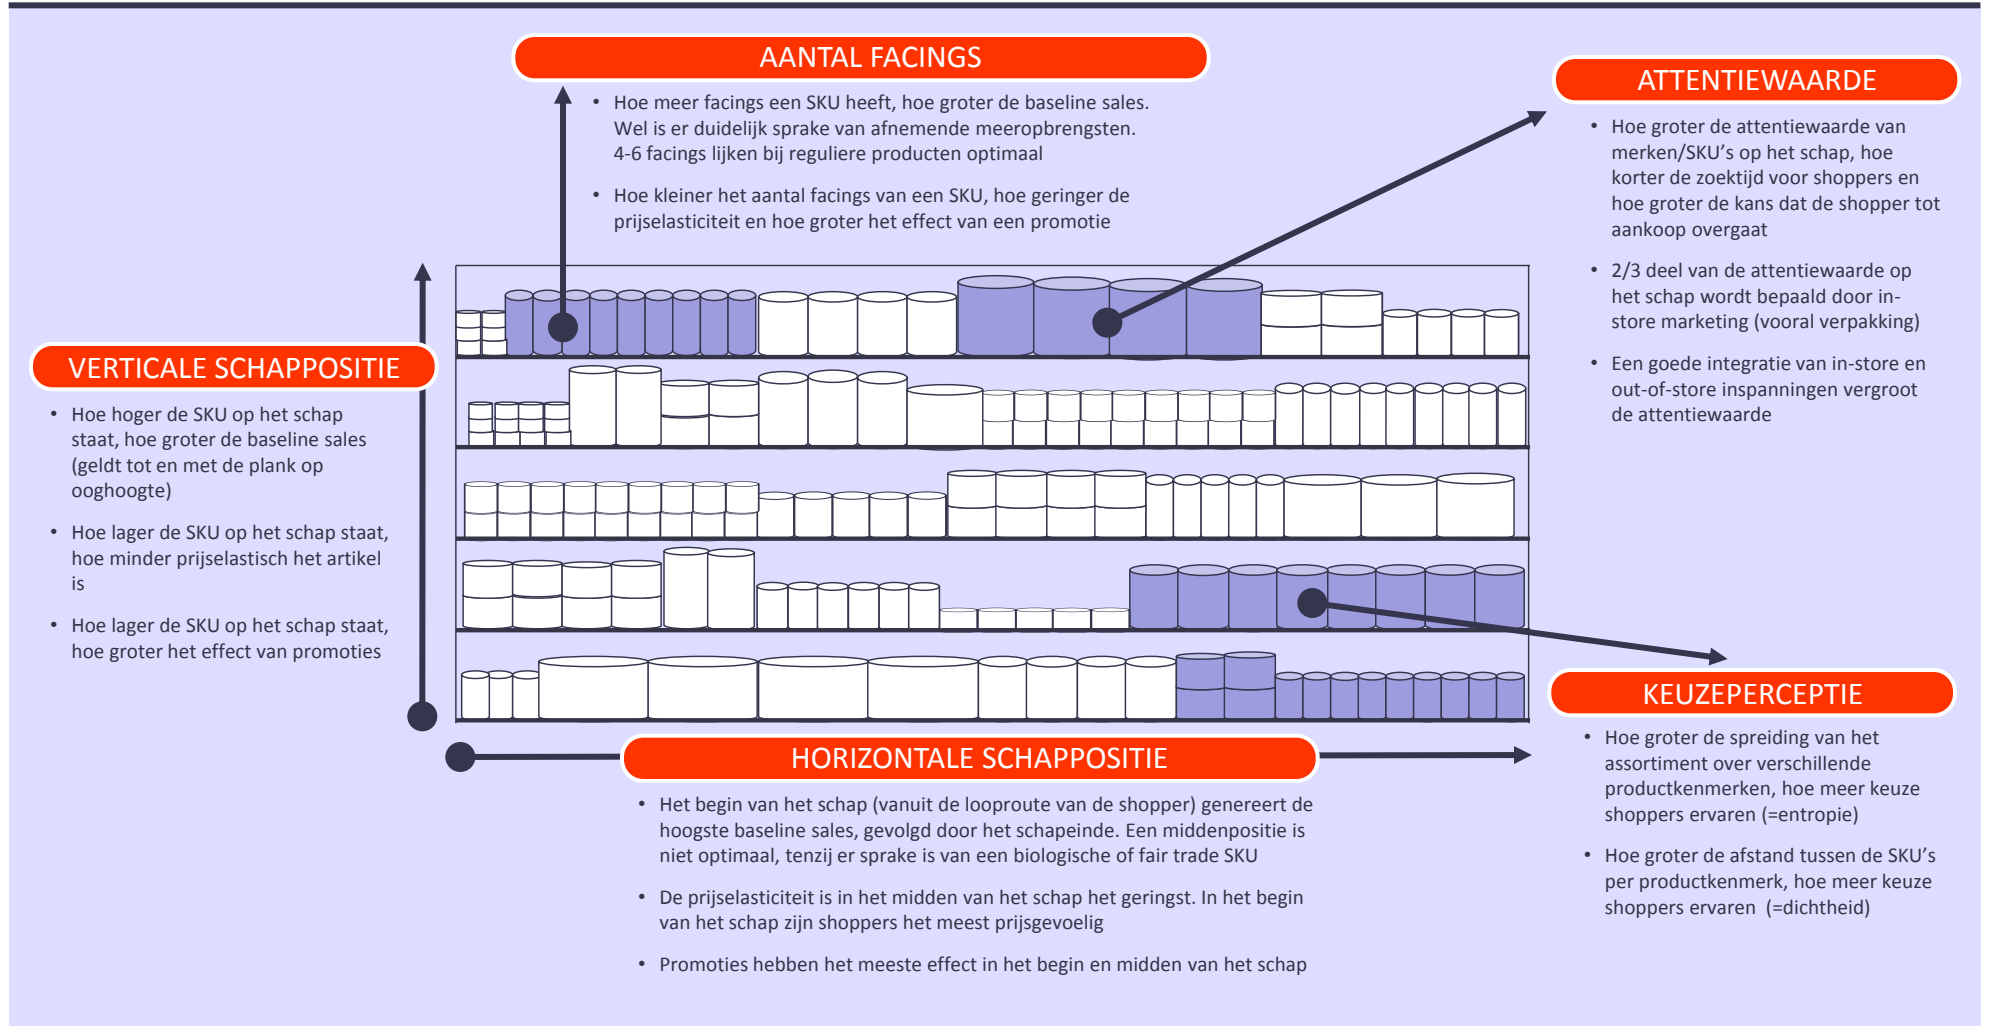 AANTAL FACINGS
• Hoe meer facings een SKU heeft, hoe groter de baseline sales.
Wel is er duidelijk sprake van afnemende meeropbrengsten.
4-6 facings lijken bij reguliere producten optimaal
• Hoe kleiner het aantal facings van een SKU, hoe geringer de
prijselasticiteit en hoe groter het effect van een promotie
ATTENTIEWAARDE
• Hoe groter de attentiewaarde van
merken/SKU's op het schap, hoe
korter de zoektijd voor shoppers en
hoe groter de kans dat de shopper tot
aankoop overgaat
• 2/3 deel van de attentiewaarde op
het schap wordt bepaald door in-
store marketing (vooral verpakking)
• Een goede integratie van in-store en
out-of-store inspanningen vergroot
de attentiewaarde
VERTICALE SCHAPPOSITIE
• Hoe hoger de SKU op het schap
staat, hoe groter de baseline sales
(geldt tot en met de plank op
ooghoogte)
• Hoe lager de SKU op het schap staat,
hoe minder prijselastisch het artikel
is
• Hoe lager de SKU op het schap staat,
hoe groter het effect van promoties
HORIZONTALE SCHAPPOSITIE
• Het begin van het schap (vanuit de looproute van de shopper) genereert de
hoogste baseline sales, gevolgd door het schapeinde. Een middenpositie is
niet optimaal, tenzij er sprake is van een biologische of fair trade SKU
• De prijselasticiteit is in het midden van het schap het geringst. In het begin
van het schap zijn shoppers het meest prijsgevoelig
• Promoties hebben het meeste effect in het begin en midden van het schap
KEUZEPERCEPTIE
• Hoe groter de spreiding van het
assortiment over verschillende
productkenmerken, hoe meer keuze
shoppers ervaren (=entropie)
• Hoe groter de afstand tussen de SKU's
per productkenmerk, hoe meer keuze
shoppers ervaren (=dichtheid)